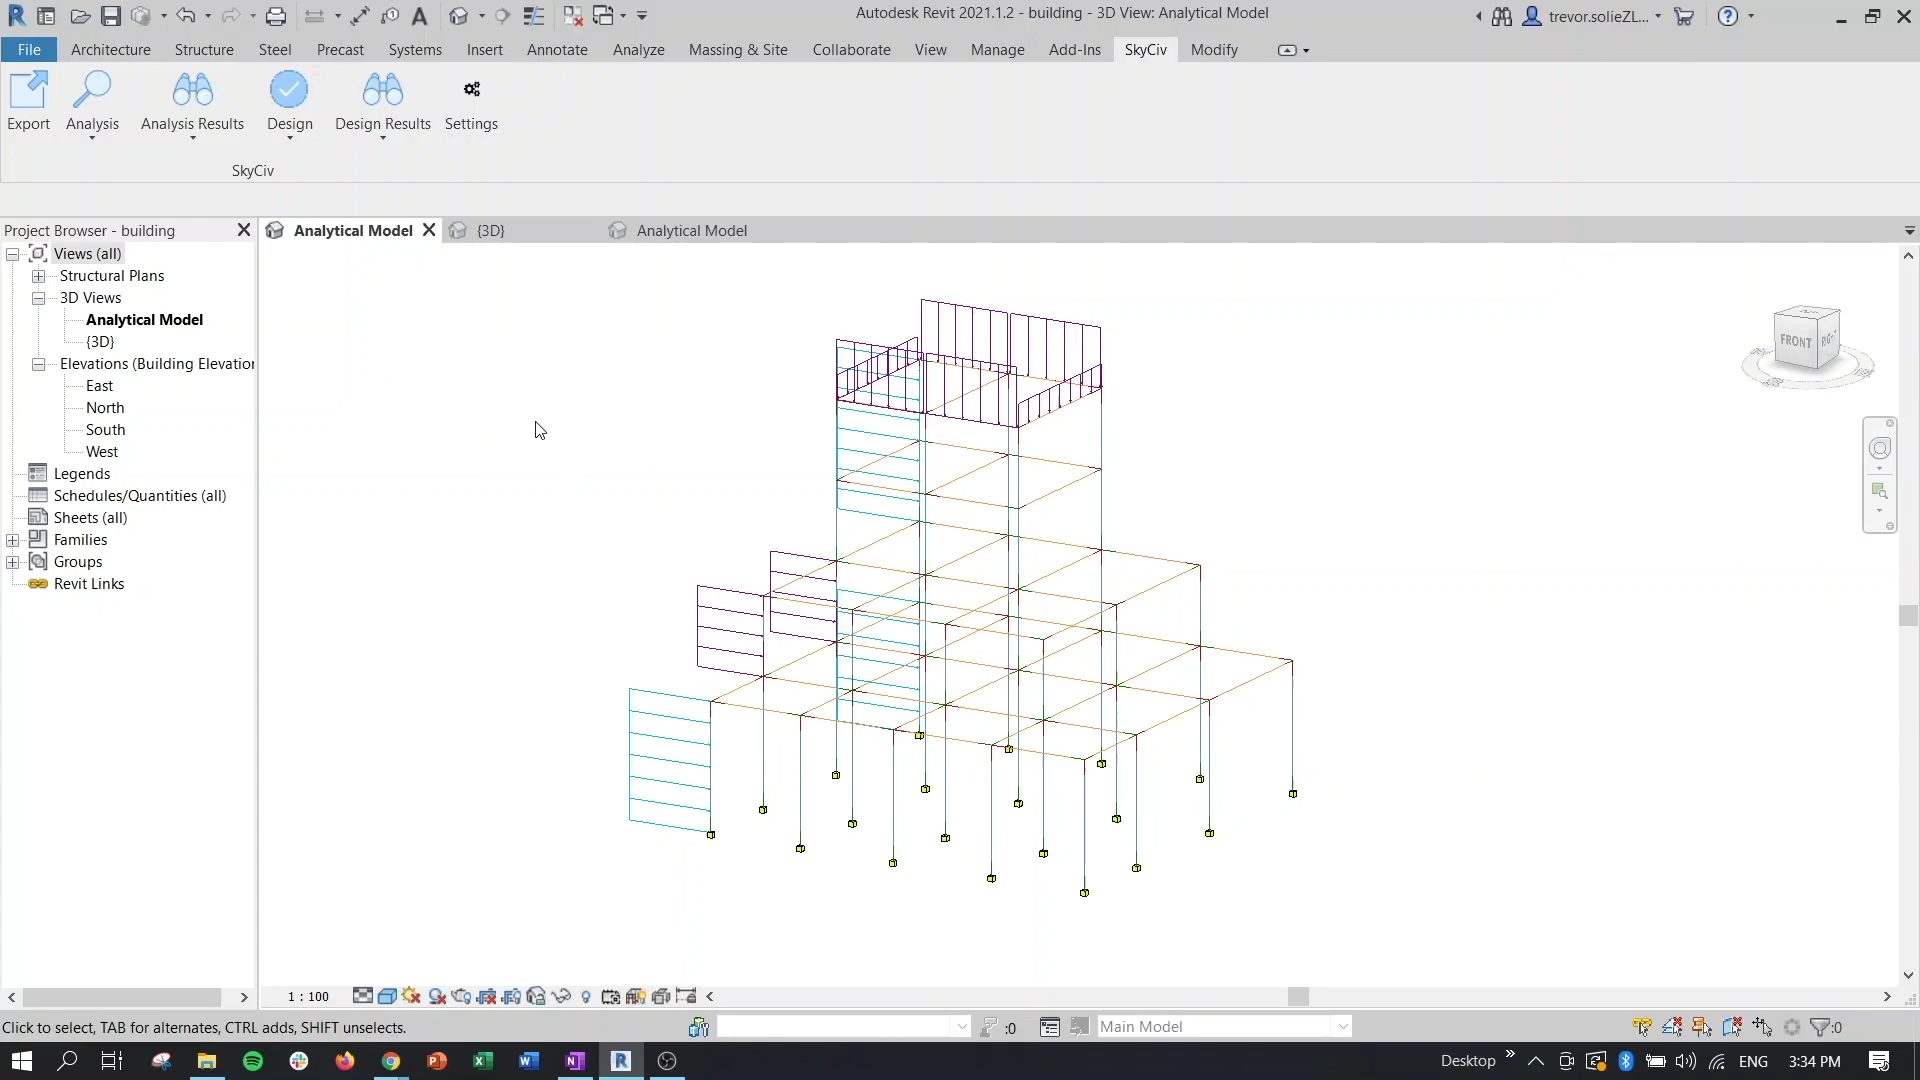 Autodesk Revit 2021.1.2 - building - 3D View: Analytical Model
trevor.solieZL...
File Architecture Structure Steel Precast Systems Insert Annotate Analyze Massing & Site Collaborate View Manage Add-Ins SkyCiv Modify
Export Analysis Analysis Results Design Design Results Settings
SkyCiv
Project Browser - building
Analytical Model {3D} Analytical Model
Views (all)
Structural Plans
3D Views
Analytical Model
{3D}
Elevations (Building Elevation
East
North
South
West
Legends
Schedules/Quantities (all)
Sheets (all)
Families
Groups
Revit Links
FRONT
1 : 100
Click to select, TAB for alternates, CTRL adds, SHIFT unselects.
:0
Main Model
:0
Desktop
ENG
3:34 PM